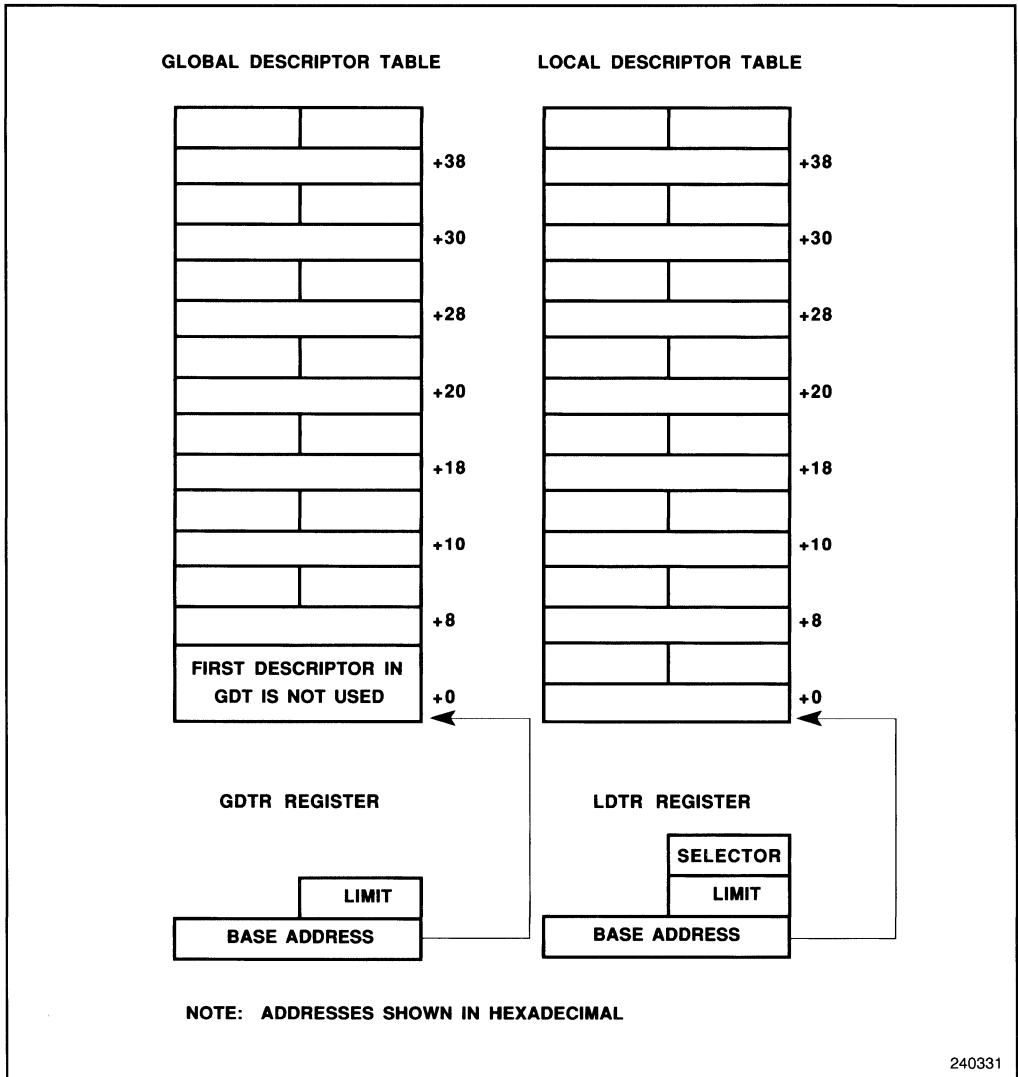 GLOBAL DESCRIPTOR TABLE
LOCAL DESCRIPTOR TABLE
+38
+30
+28
+20
+18
+10
+8
FIRST DESCRIPTOR IN
GDT IS NOT USED
+0
+38
+30
+28
+20
+18
+10
+8
+0
GDTR REGISTER
LIMIT
BASE ADDRESS
LDTR REGISTER
SELECTOR
LIMIT
BASE ADDRESS
NOTE: ADDRESSES SHOWN IN HEXADECIMAL
240331